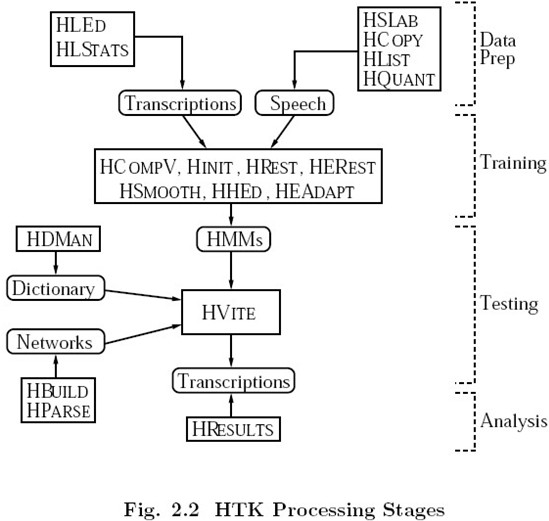 HLED
HLSTATS
HSLAB
HCOPY
HLIST
HQUANT
Data
Prep
Transcriptions
Speech
HCOMPV, HINIT, HREST, HEREST
HSMOOTH, HHED, HEADAPT
Training
HDMAN
HMMs
Dictionary
HVITE
Testing
Networks
HBUILD
HPARSE
Transcriptions
HRESULTS
Analysis
Fig. 2.2 HTK Processing Stages